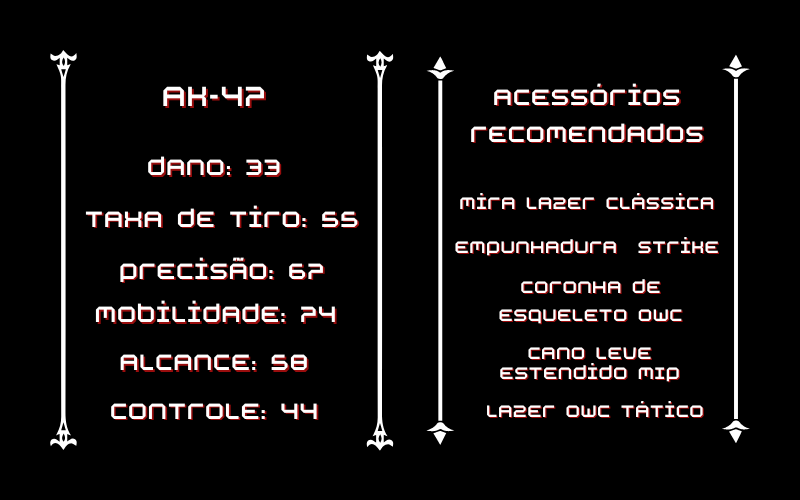 AK-47
DANO: 33
TAXA DE TIRO: 55
PRECISÃO: 67
MOBILIDADE: 74
ALCANCE: 58
CONTROLE: 44
ACESSÓRIOS
RECOMENDADOS
MIRA LAZER CLÁSSICA
EMPUNHADURA STRIKE
CORONHA DE
ESQUELETO OWC
CANO LEVE
ESTENDIDO MIP
LAZER OWC TÁTICO